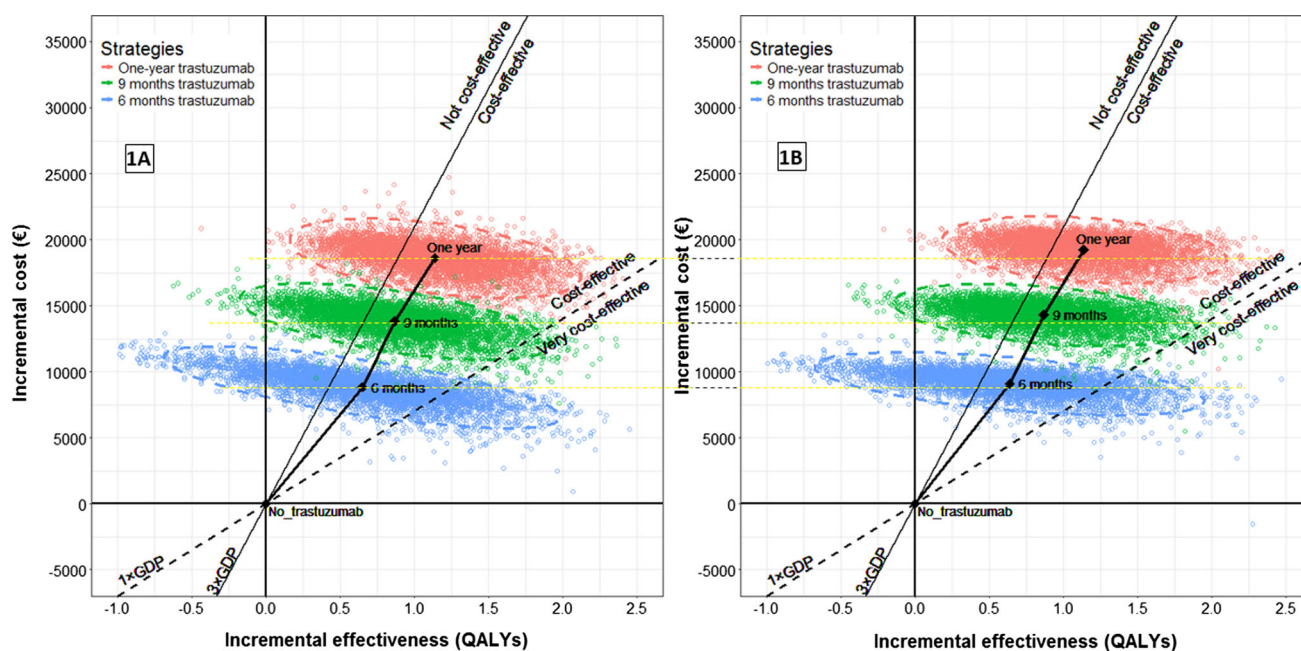 Strategies
One-year trastuzumab
9 months trastuzumab
6 months trastuzumab
1A
Not cost-effective
Cost-effective
One year
9 months
6 months
No_trastuzumab
Cost-effective
Very cost-effective
1×GDP
3×GDP
35000
30000
25000
20000
15000
10000
5000
0
-5000
Incremental cost (€)
-1.0 -0.5 0.0 0.5 1.0 1.5 2.0 2.5
Incremental effectiveness (QALYs)
Strategies
One-year trastuzumab
9 months trastuzumab
6 months trastuzumab
1B
Not cost-effective
Cost-effective
One year
9 months
6 months
No_trastuzumab
Cost-effective
Very cost-effective
1×GDP
3×GDP
35000
30000
25000
20000
15000
10000
5000
0
-5000
Incremental cost (€)
-1.0 -0.5 0.0 0.5 1.0 1.5 2.0 2.5
Incremental effectiveness (QALYs)